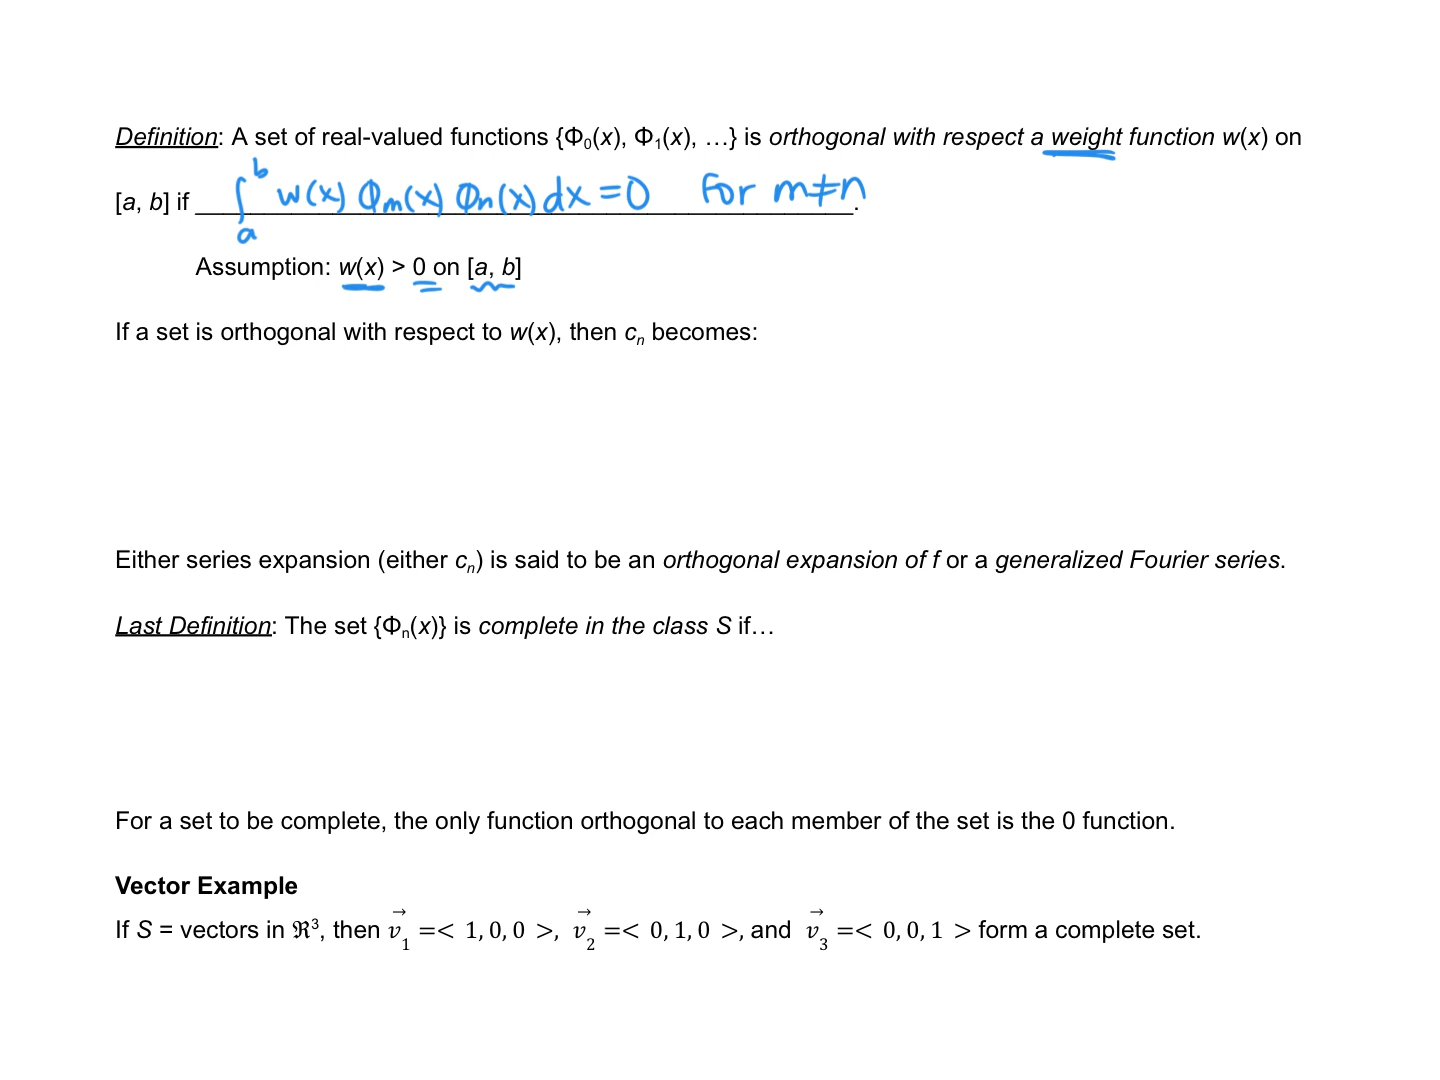 Definition: A set of real-valued functions {Φ₀(x), Φ₁(x), …} is orthogonal with respect a weight function w(x) on
[a, b] if ∫ₐᵇ w(x) Φm(x) Φn(x) dx = 0 for m≠n.
Assumption: w(x) > 0 on [a, b]
If a set is orthogonal with respect to w(x), then cₙ becomes:
Either series expansion (either cₙ) is said to be an orthogonal expansion of f or a generalized Fourier series.
Last Definition: The set {Φₙ(x)} is complete in the class S if…
For a set to be complete, the only function orthogonal to each member of the set is the 0 function.
Vector Example
If S = vectors in ℜ³, then v⃗₁ =< 1, 0, 0 >, v⃗₂ =< 0, 1, 0 >, and v⃗₃ =< 0, 0, 1 > form a complete set.